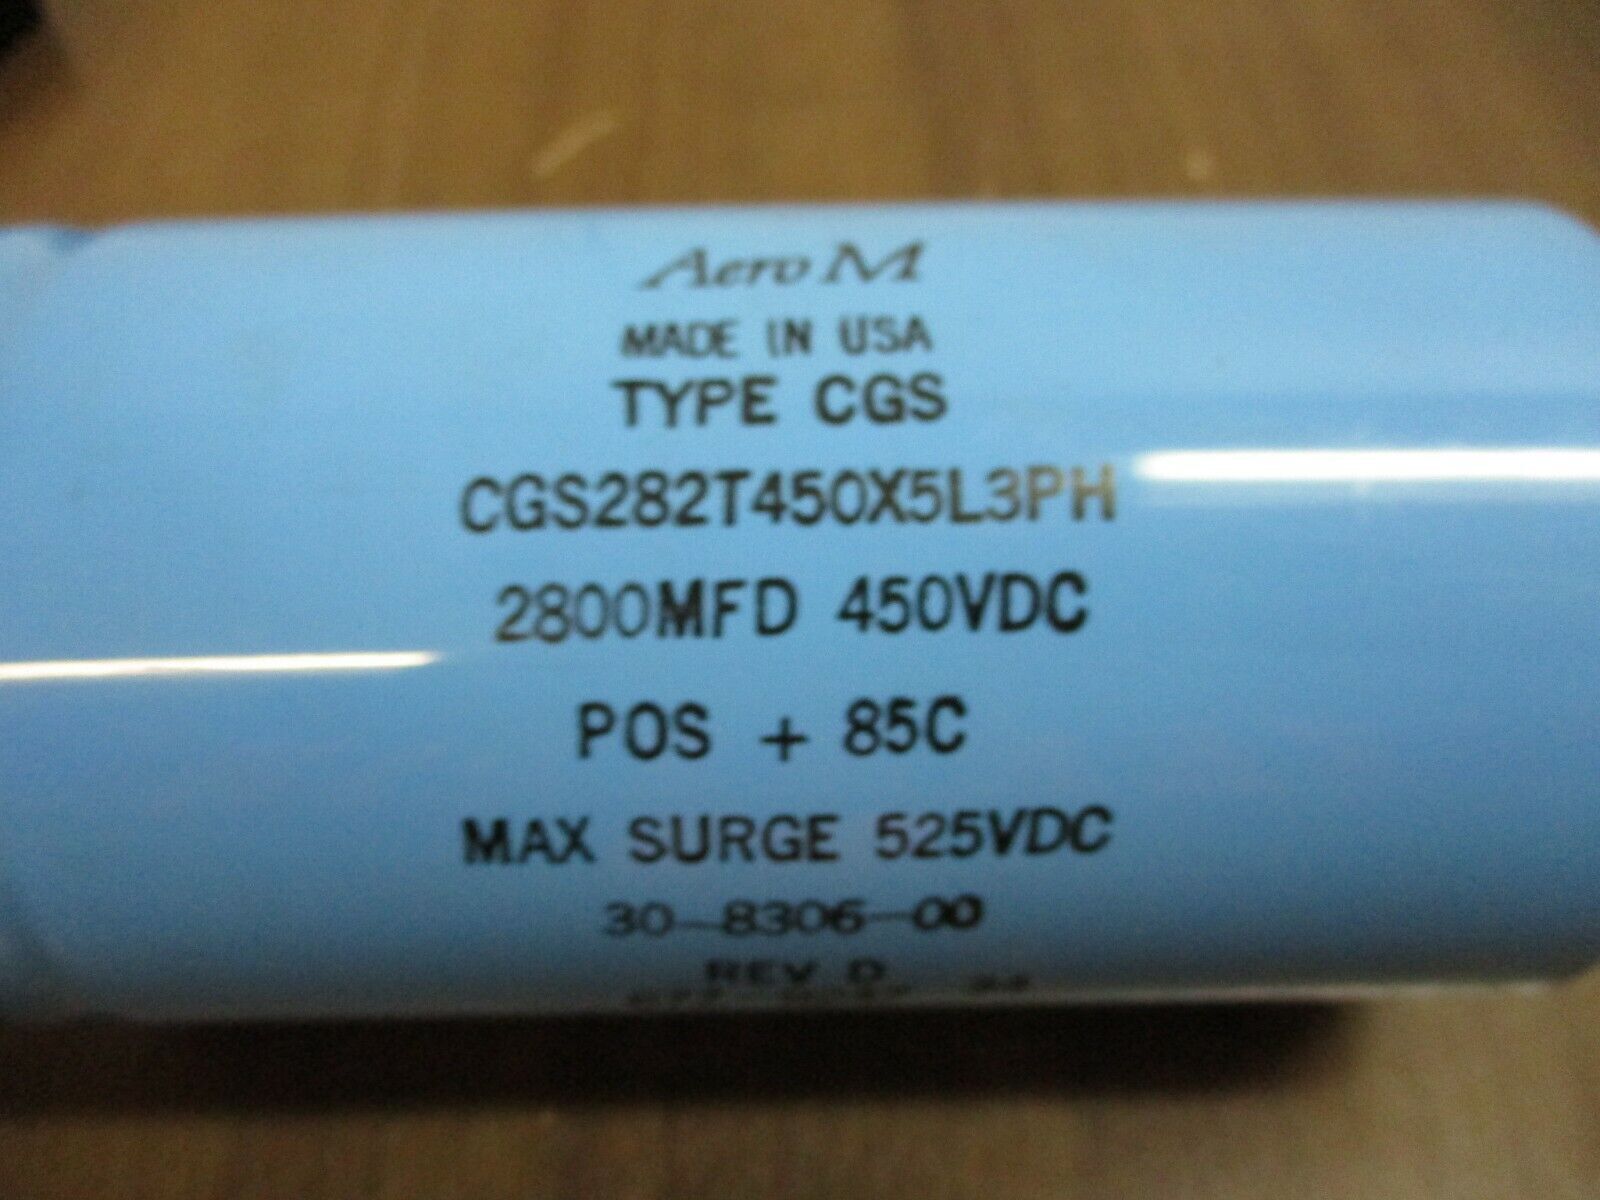 Aero M
MADE IN USA
TYPE CGS
CGS282T450X5L3PH
2800MFD 450VDC
POS + 85C
MAX SURGE 525VDC
30-8306-00
REV D